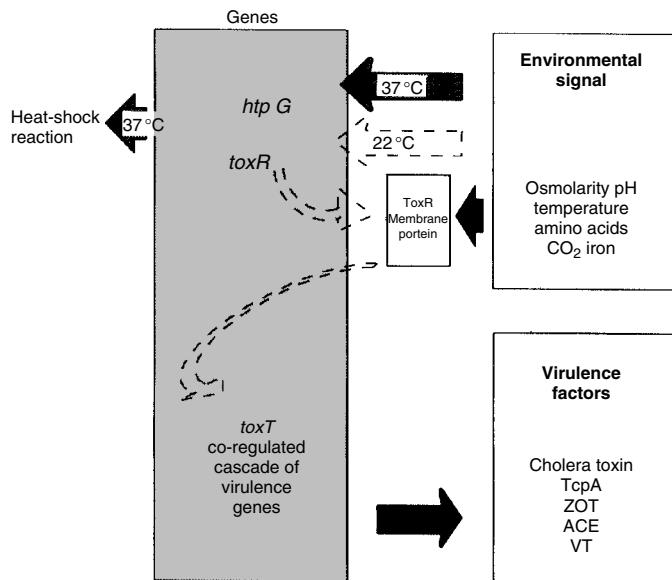 Genes
Heat-shock
reaction
37 °C
htp G
toxR
37 °C
22 °C
ToxR
Membrane
portein
Environmental
signal
Osmolarity pH
temperature
amino acids
CO₂ iron
toxT
co-regulated
cascade of
virulence
genes
Virulence
factors
Cholera toxin
TcpA
ZOT
ACE
VT